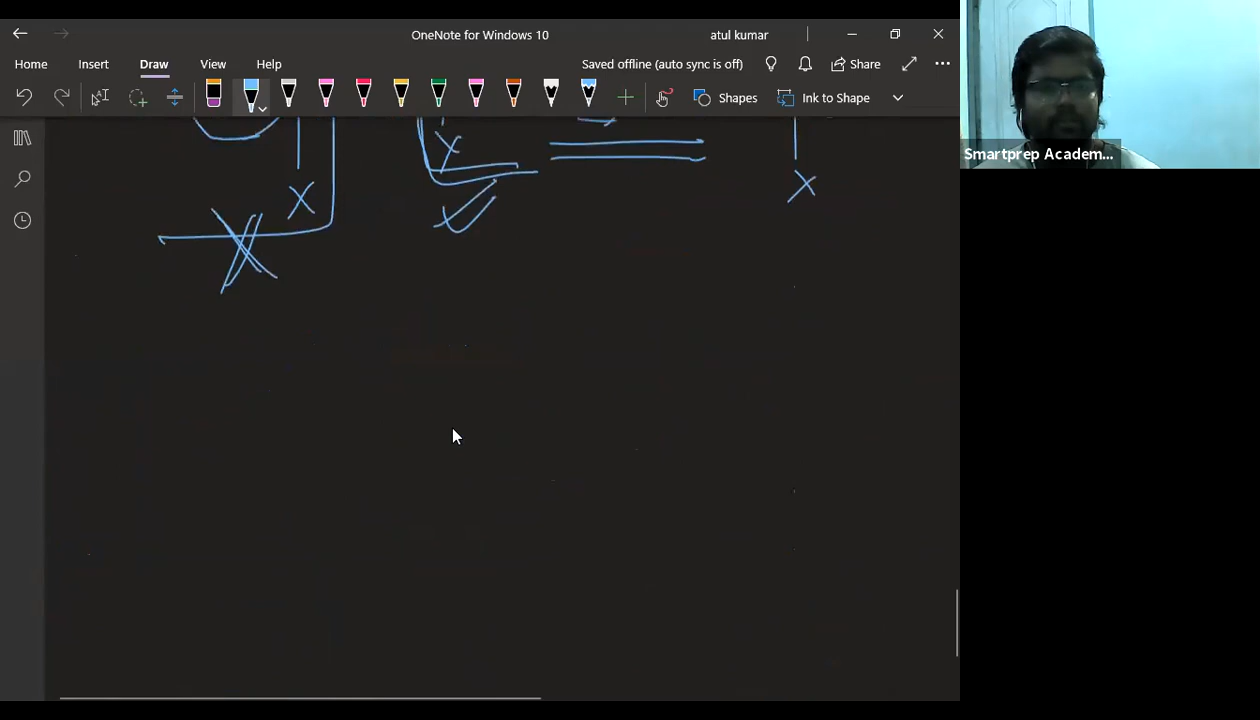 OneNote for Windows 10
atul kumar
Home
Insert
Draw
View
Help
Saved offline (auto sync is off)
Share
Shapes
Ink to Shape
Smartprep Academ...
X
X
X
X